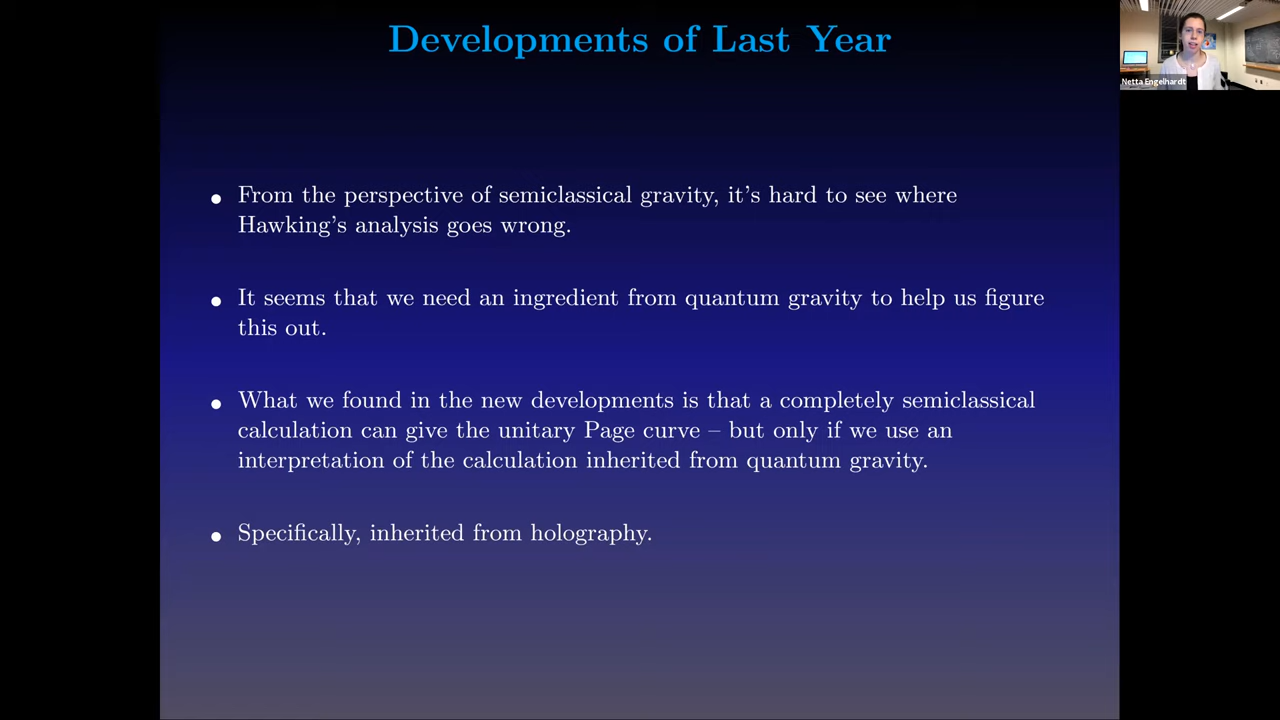 Developments of Last Year
Netta Engelhardt
• From the perspective of semiclassical gravity, it's hard to see where
Hawking's analysis goes wrong.
• It seems that we need an ingredient from quantum gravity to help us figure
this out.
• What we found in the new developments is that a completely semiclassical
calculation can give the unitary Page curve – but only if we use an
interpretation of the calculation inherited from quantum gravity.
• Specifically, inherited from holography.